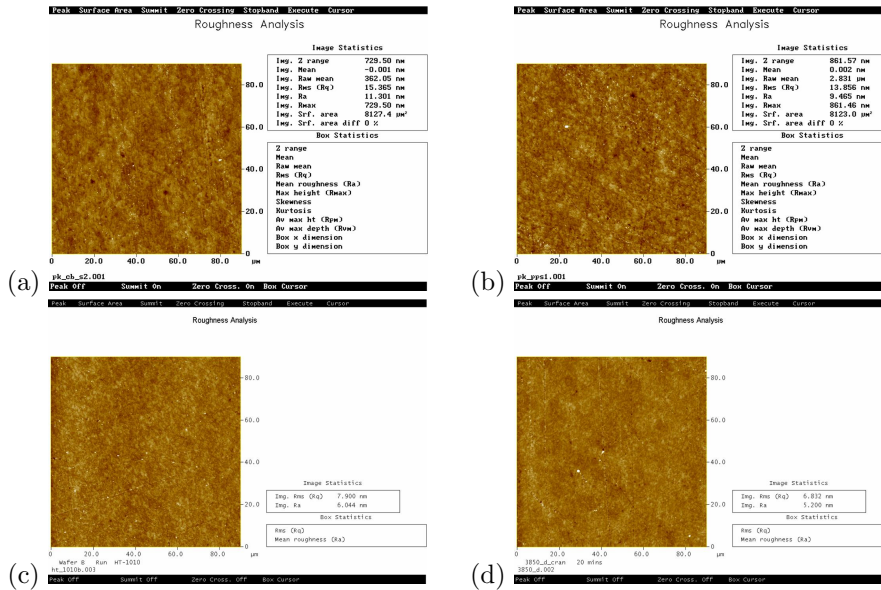 Peak Surface Area Summit Zero Crossing Stopband Execute Cursor
Roughness Analysis
Image Statistics
Img. Z range 729.50 nm
Img. Mean -0.001 nm
Img. Raw mean 362.05 nm
Img. Rms (Rq) 15.365 nm
Img. Ra 11.301 nm
Img. Rmax 729.50 nm
Img. Srf. area 8127.4 µm²
Img. Srf. area diff 0 %
Box Statistics
Z range
Mean
Raw mean
Rms (Rq)
Mean roughness (Ra)
Max height (Rmax)
Skewness
Kurtosis
Av max ht (Rpm)
Av max depth (Rvm)
Box x dimension
Box y dimension
80.0
60.0
40.0
20.0
0
0 20.0 40.0 60.0 80.0
µm
pk_cb_s2.001
(a)
Peak Off Summit On Zero Cross. On Box Cursor
Peak Surface Area Summit Zero Crossing Stopband Execute Cursor
Roughness Analysis
Image Statistics
Img. Z range 861.57 nm
Img. Mean 0.002 nm
Img. Raw mean 2.831 µm
Img. Rms (Rq) 13.856 nm
Img. Ra 9.465 nm
Img. Rmax 861.46 nm
Img. Srf. area 8123.0 µm²
Img. Srf. area diff 0 %
Box Statistics
Z range
Mean
Raw mean
Rms (Rq)
Mean roughness (Ra)
Max height (Rmax)
Skewness
Kurtosis
Av max ht (Rpm)
Av max depth (Rvm)
Box x dimension
Box y dimension
80.0
60.0
40.0
20.0
0
0 20.0 40.0 60.0 80.0
µm
pk_pps1.001
(b)
Peak Off Summit On Zero Cross. On Box Cursor
Peak Surface Area Summit Zero Crossing Stopband Execute Cursor
Roughness Analysis
80.0
60.0
40.0
20.0
0
Image Statistics
Img. Rms (Rq) 7.900 nm
Img. Ra 6.044 nm
Box Statistics
Rms (Rq)
Mean roughness (Ra)
0 20.0 40.0 60.0 80.0
µm
Wafer 8 Run HT-1010
ht_1010b.003
(c)
Peak Off Summit Off Zero Cross. Off Box Cursor
Peak Surface Area Summit Zero Crossing Stopband Execute Cursor
Roughness Analysis
80.0
60.0
40.0
20.0
0
Image Statistics
Img. Rms (Rq) 6.832 nm
Img. Ra 5.200 nm
Box Statistics
Rms (Rq)
Mean roughness (Ra)
0 20.0 40.0 60.0 80.0
µm
3850_d_cran 20 mins
3850_d.002
(d)
Peak Off Summit Off Zero Cross. Off Box Cursor